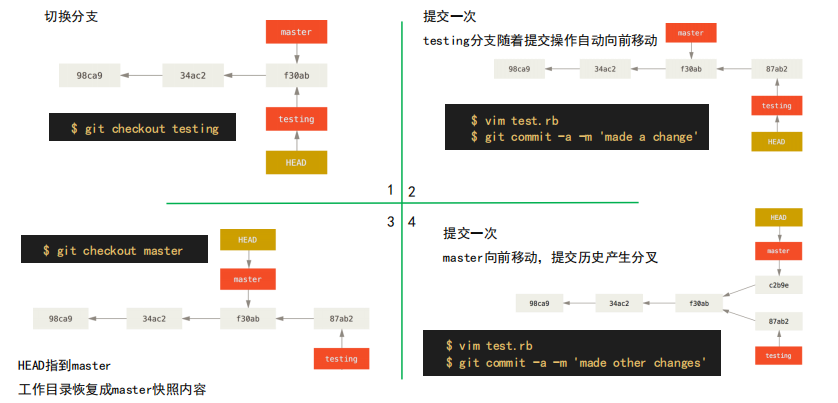 切换分支
master
98ca9
34ac2
f30ab
$ git checkout testing
testing
HEAD
1
提交一次
testing分支随着提交操作自动向前移动
master
98ca9
34ac2
f30ab
87ab2
$ vim test.rb
$ git commit -a -m 'made a change'
testing
HEAD
2
3
$ git checkout master
HEAD
master
98ca9
34ac2
f30ab
87ab2
testing
HEAD指到master
工作目录恢复成master快照内容
4
提交一次
master向前移动，提交历史产生分叉
HEAD
master
c2b9e
98ca9
34ac2
f30ab
87ab2
$ vim test.rb
$ git commit -a -m 'made other changes'
testing